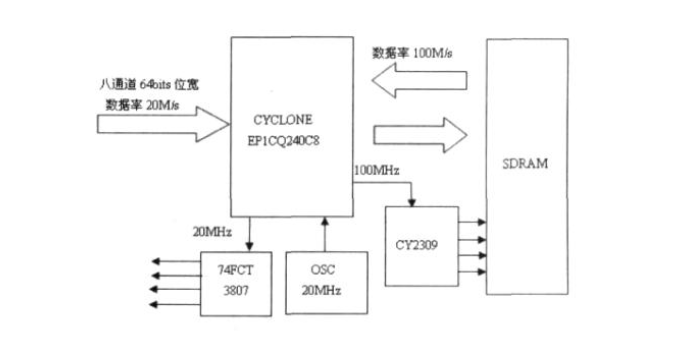 八通道 64bits 位宽
数据率 20M/s
CYCLONE
EP1CQ240C8
数据率 100M/s
SDRAM
100MHz
CY2309
20MHz
74FCT
3807
OSC
20MHz